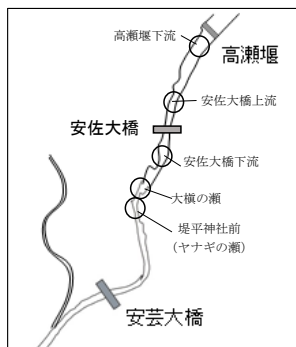 高瀬堰下流
高瀬堰
安佐大橋上流
安佐大橋
安佐大橋下流
大槇の瀬
堤平神社前
(ヤナギの瀬)
安芸大橋